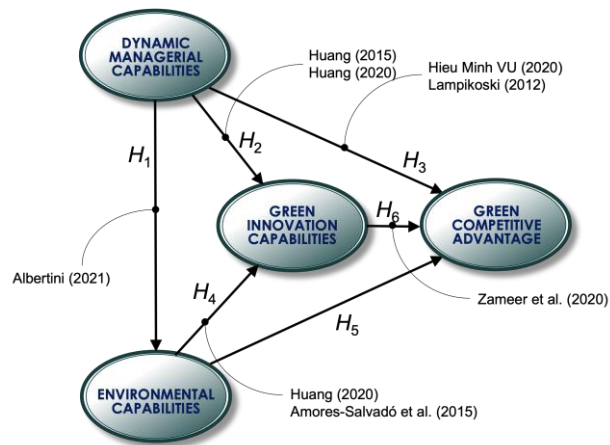 DYNAMIC
MANAGERIAL
CAPABILITIES
Huang (2015)
Huang (2020)
Hieu Minh VU (2020)
Lampikoski (2012)
H1
H2
H3
GREEN
INNOVATION
CAPABILITIES
H6
GREEN
COMPETITIVE
ADVANTAGE
Albertini (2021)
H4
Zameer et al. (2020)
H5
ENVIRONMENTAL
CAPABILITIES
Huang (2020)
Amores-Salvadó et al. (2015)